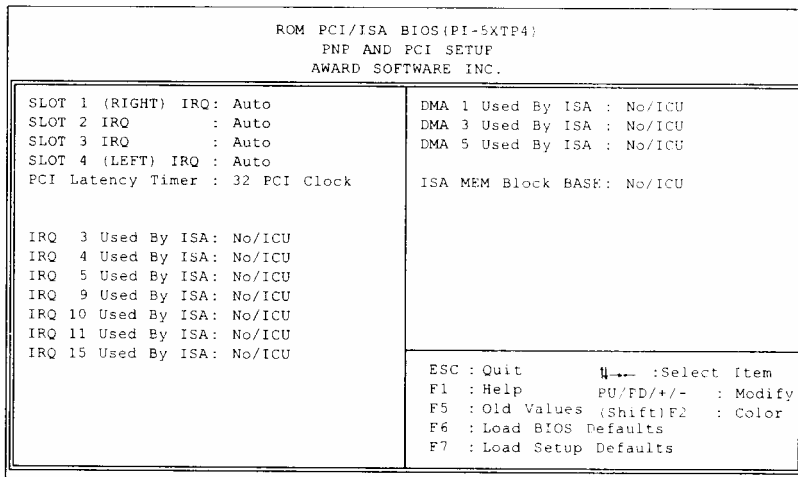 ROM PCI/ISA BIOS(PI-5XTP4)
PNP AND PCI SETUP
AWARD SOFTWARE INC.
SLOT 1 (RIGHT) IRQ: Auto
SLOT 2 IRQ : Auto
SLOT 3 IRQ : Auto
SLOT 4 (LEFT) IRQ : Auto
PCI Latency Timer : 32 PCI Clock
IRQ 3 Used By ISA: No/ICU
IRQ 4 Used By ISA: No/ICU
IRQ 5 Used By ISA: No/ICU
IRQ 9 Used By ISA: No/ICU
IRQ 10 Used By ISA: No/ICU
IRQ 11 Used By ISA: No/ICU
IRQ 15 Used By ISA: No/ICU
DMA 1 Used By ISA : No/ICU
DMA 3 Used By ISA : No/ICU
DMA 5 Used By ISA : No/ICU
ISA MEM Block BASE: No/ICU
ESC : Quit ↑↓→← :Select Item
F1 : Help PU/PD/+/- : Modify
F5 : Old Values (Shift)F2 : Color
F6 : Load BIOS Defaults
F7 : Load Setup Defaults